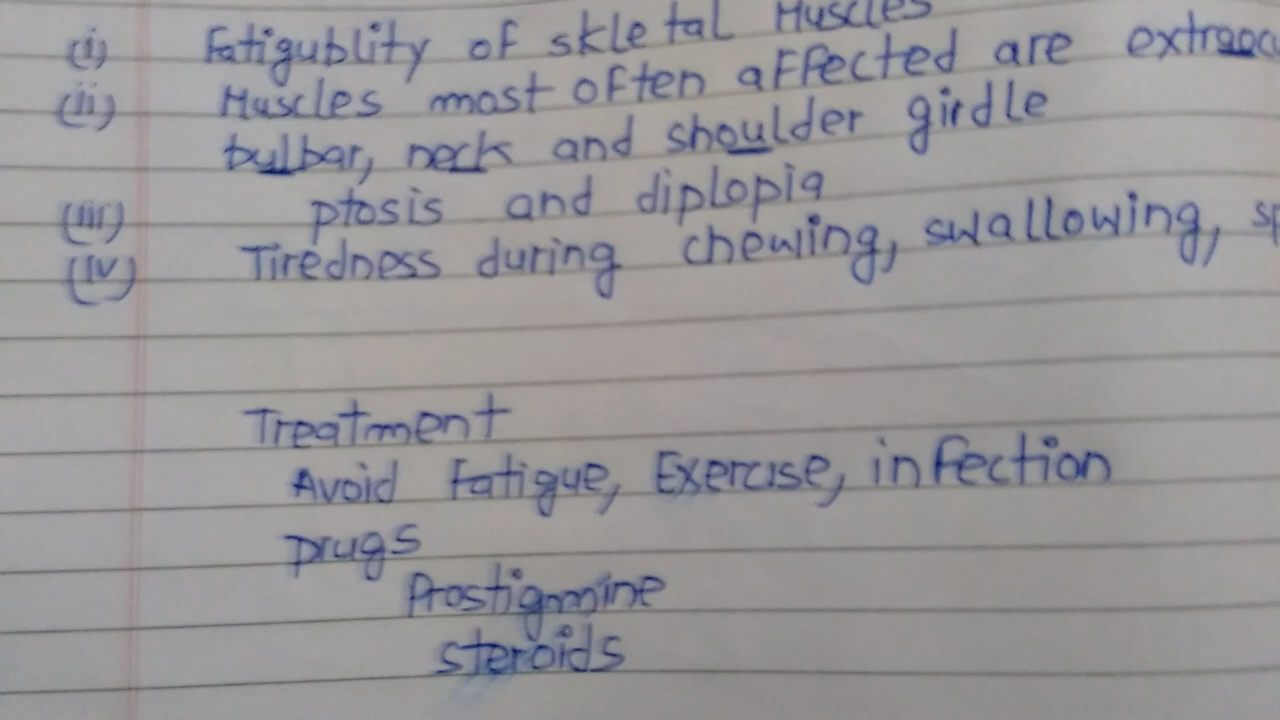 (i) Fatigublity of skletal Muscles
(ii) Muscles most often affected are
bulbar, neck and shoulder girdle
(iii) ptosis and diplopia
(iv) Tiredness during chewing, swallowing,
Treatment
Avoid Fatigue, Exercise, infection
Drugs
Prostigmine
steroids